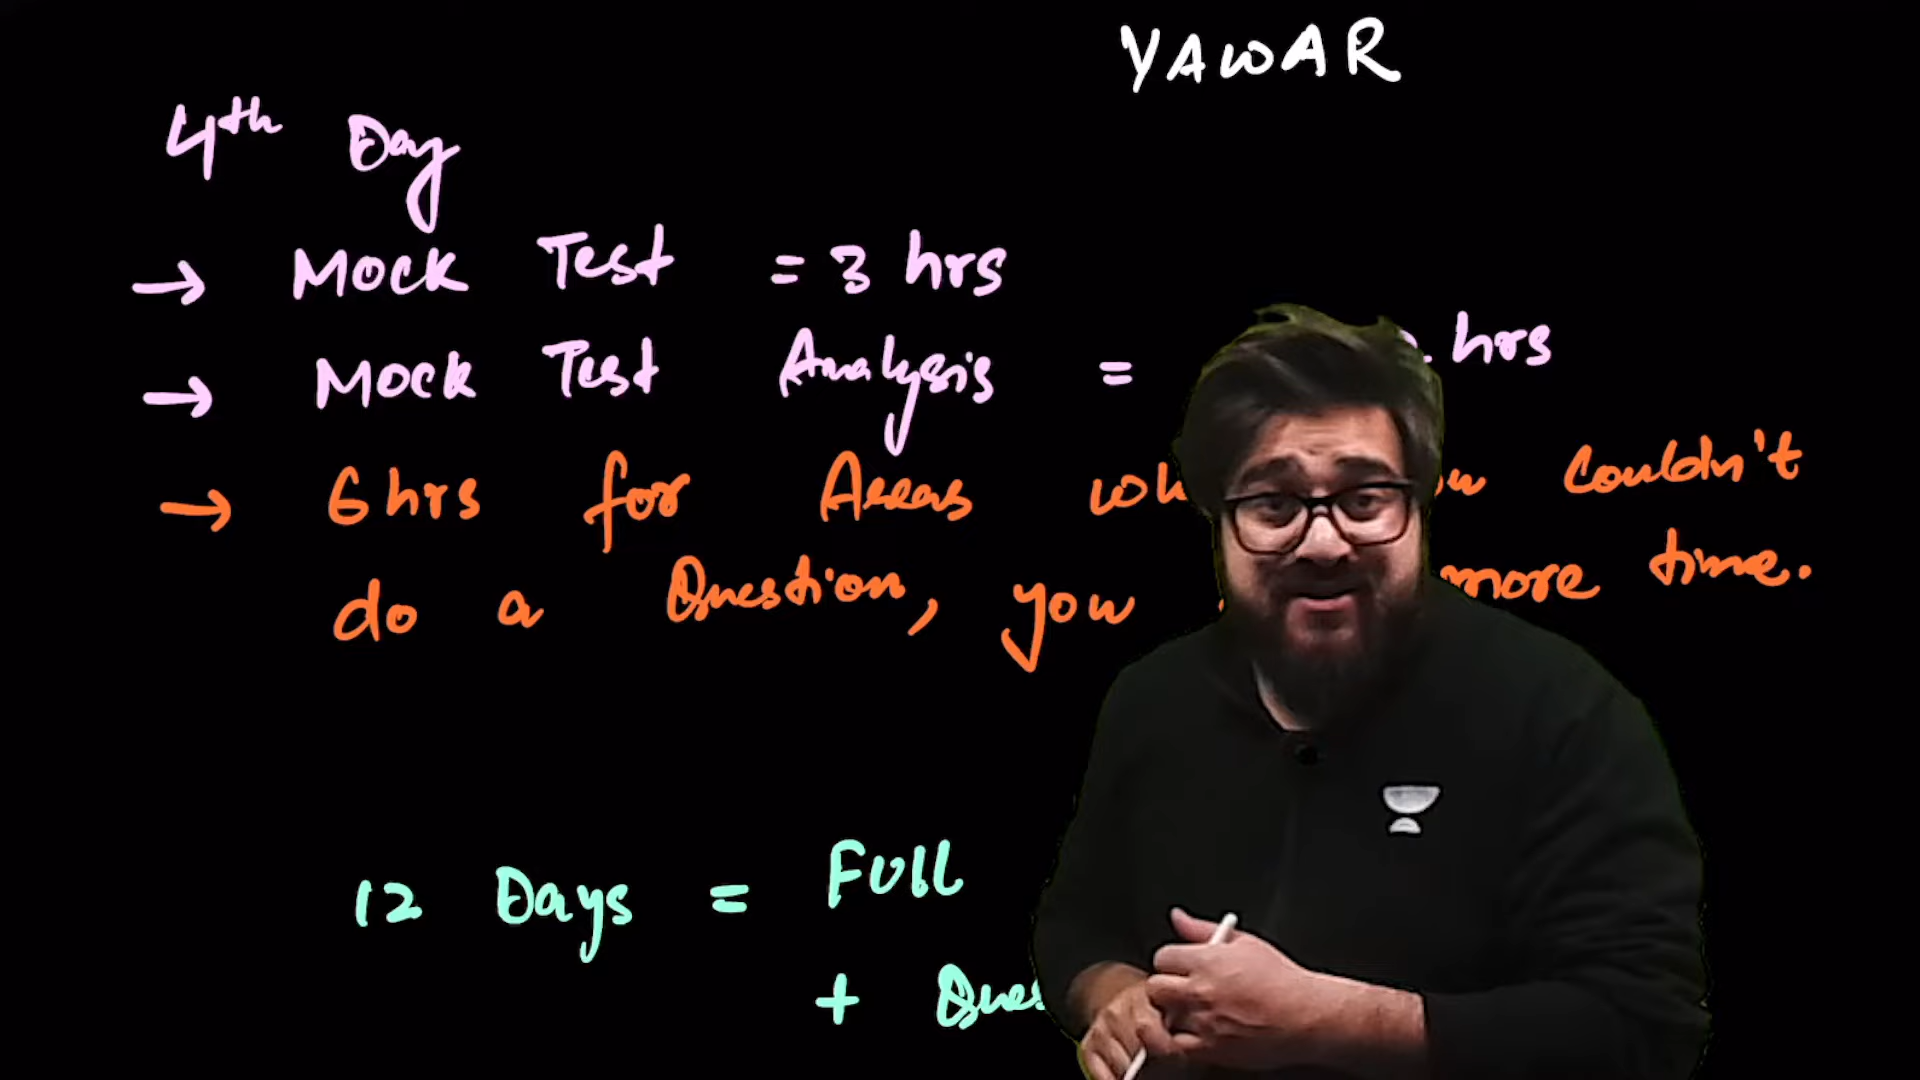 YAWAR
4th Day
→ Mock Test = 3 hrs
→ Mock Test Analysis = hrs
→ 6 hrs for Areas couldn't
do a Question, you more time.
12 Days = Full
+